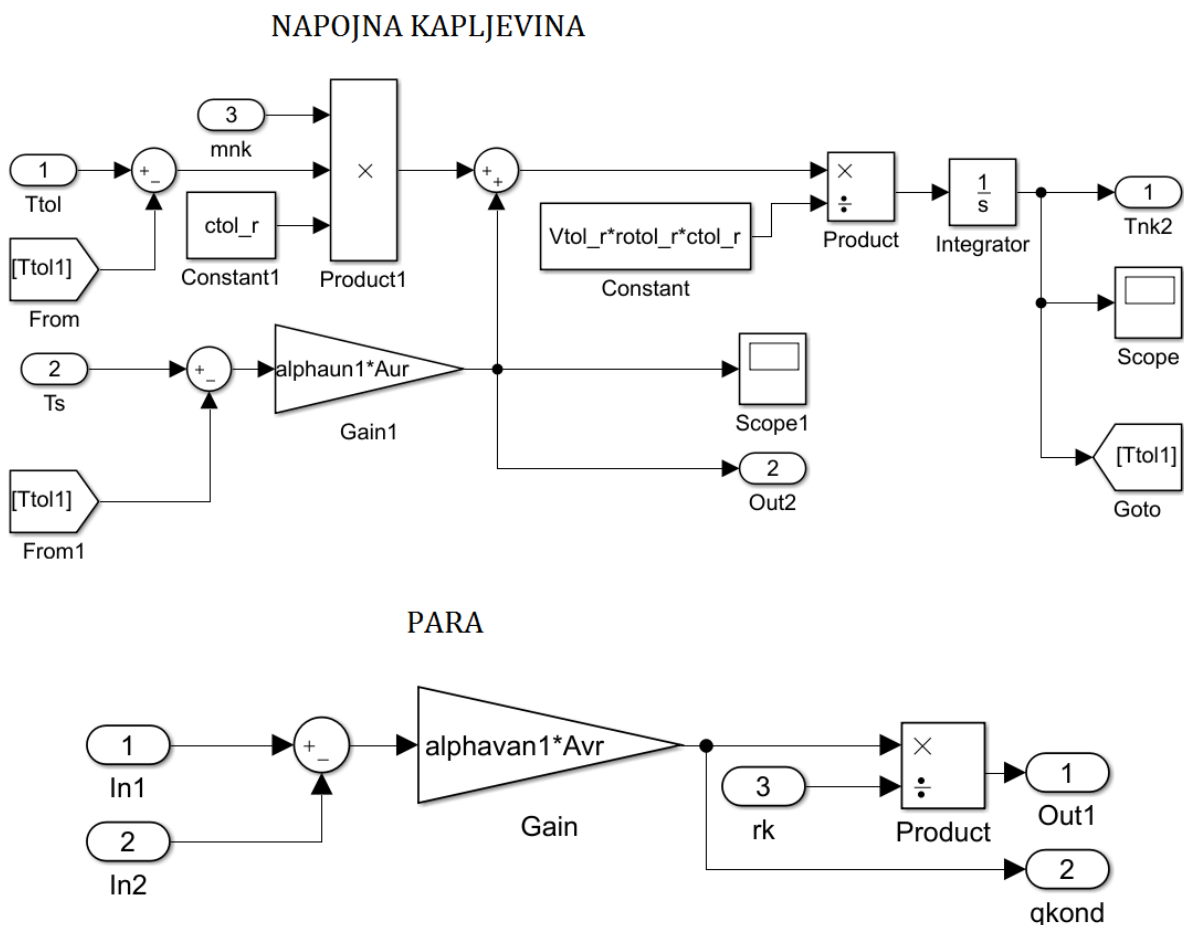 NAPOJNA KAPLJEVINA
3
mnk
1
Ttol
+
−
[Ttol1]
From
ctol_r
Constant1
×
Product1
+
+
Vtol_r*rotol_r*ctol_r
Constant
×
÷
Product
1
s
Integrator
1
Tnk2
Scope
2
Ts
+
−
alphaun1*Aur
Gain1
Scope1
[Ttol1]
From1
2
Out2
[Ttol1]
Goto
PARA
1
In1
2
In2
+
−
alphavan1*Avr
Gain
3
rk
×
÷
Product
1
Out1
2
qkond